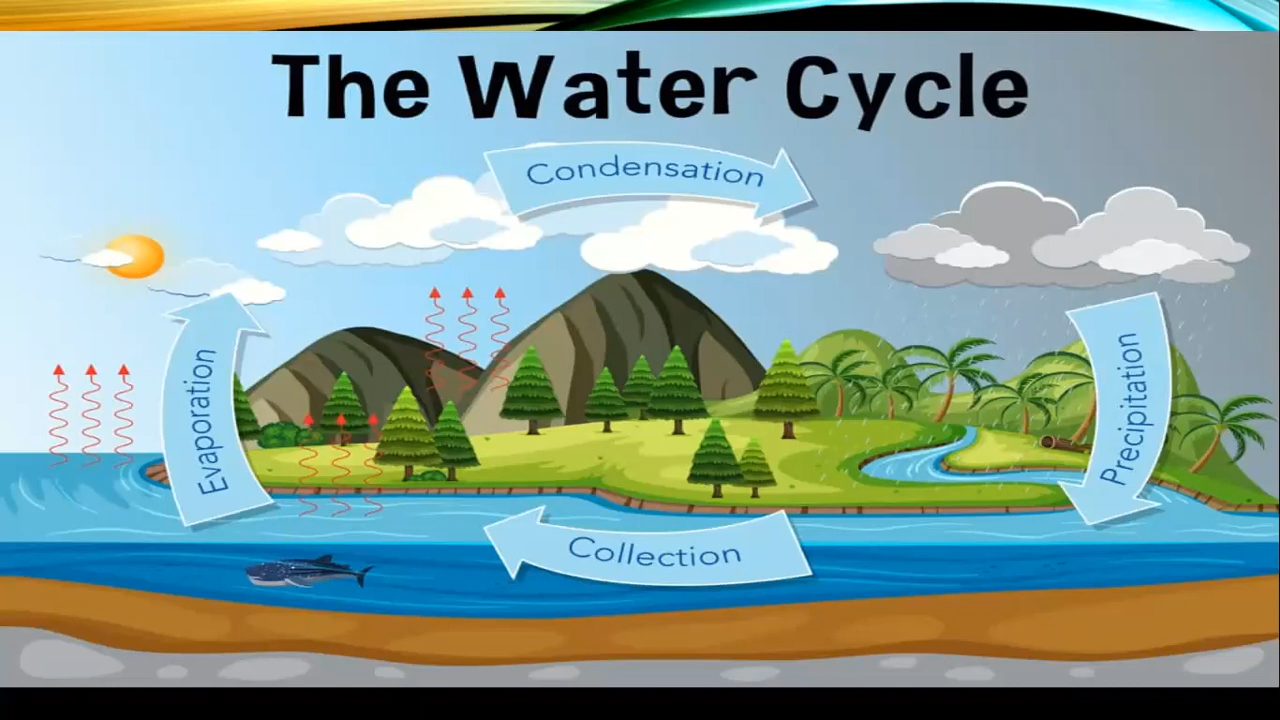 The Water Cycle
Condensation
Evaporation
Precipitation
Collection